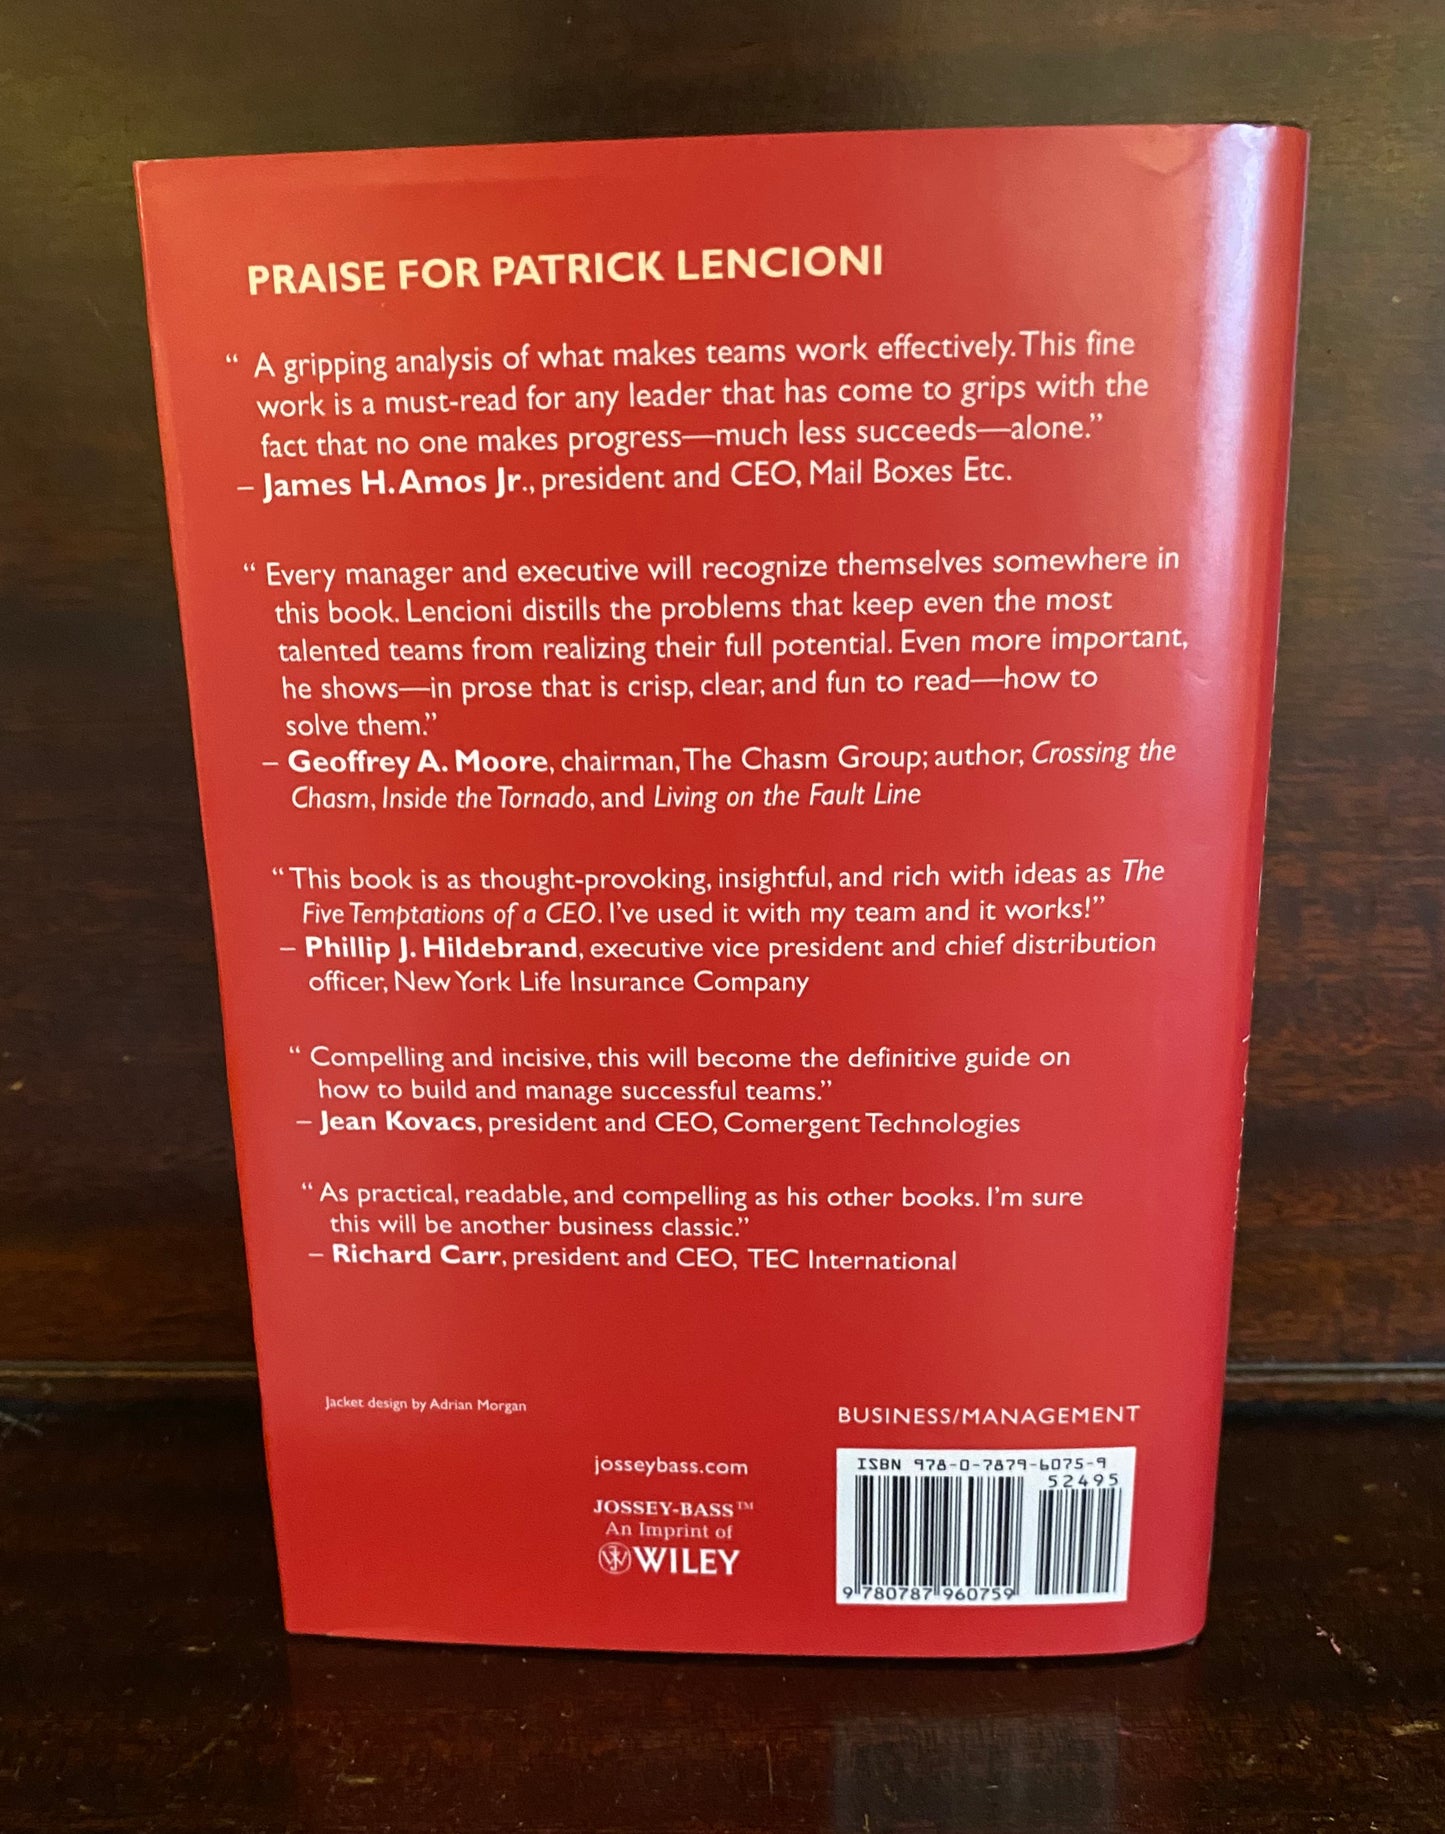 PRAISE FOR PATRICK LENCIONI
“ A gripping analysis of what makes teams work effectively. This fine
work is a must-read for any leader that has come to grips with the
fact that no one makes progress—much less succeeds—alone.”
– James H. Amos Jr., president and CEO, Mail Boxes Etc.
“ Every manager and executive will recognize themselves somewhere in
this book. Lencioni distills the problems that keep even the most
talented teams from realizing their full potential. Even more important,
he shows—in prose that is crisp, clear, and fun to read—how to
solve them.”
– Geoffrey A. Moore, chairman, The Chasm Group; author, Crossing the
Chasm, Inside the Tornado, and Living on the Fault Line
“ This book is as thought-provoking, insightful, and rich with ideas as The
Five Temptations of a CEO. I’ve used it with my team and it works!”
– Phillip J. Hildebrand, executive vice president and chief distribution
officer, New York Life Insurance Company
“ Compelling and incisive, this will become the definitive guide on
how to build and manage successful teams.”
– Jean Kovacs, president and CEO, Comergent Technologies
“ As practical, readable, and compelling as his other books. I’m sure
this will be another business classic.”
– Richard Carr, president and CEO, TEC International
Jacket design by Adrian Morgan
BUSINESS/MANAGEMENT
josseybass.com
JOSSEY-BASS™
An Imprint of
WILEY
ISBN 978-0-7879-6075-9
52495
9 780787 960759